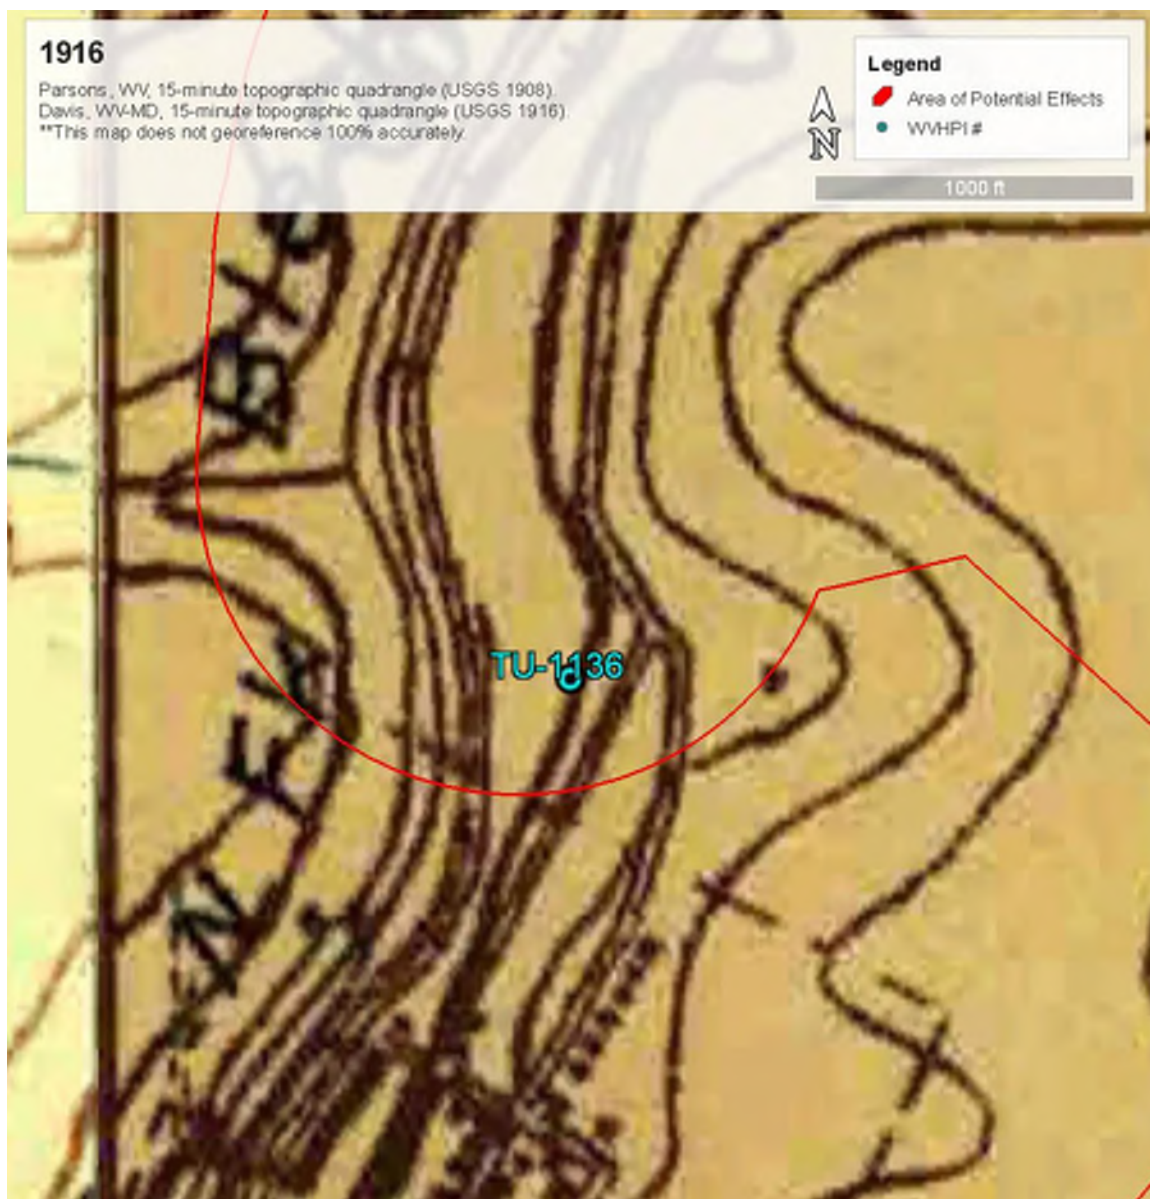 1916
Parsons, WV, 15-minute topographic quadrangle (USGS 1908).
Davis, WV-MD, 15-minute topographic quadrangle (USGS 1916).
**This map does not georeference 100% accurately.
N
Legend
Area of Potential Effects
WVHPI #
1000 ft
TU-1136